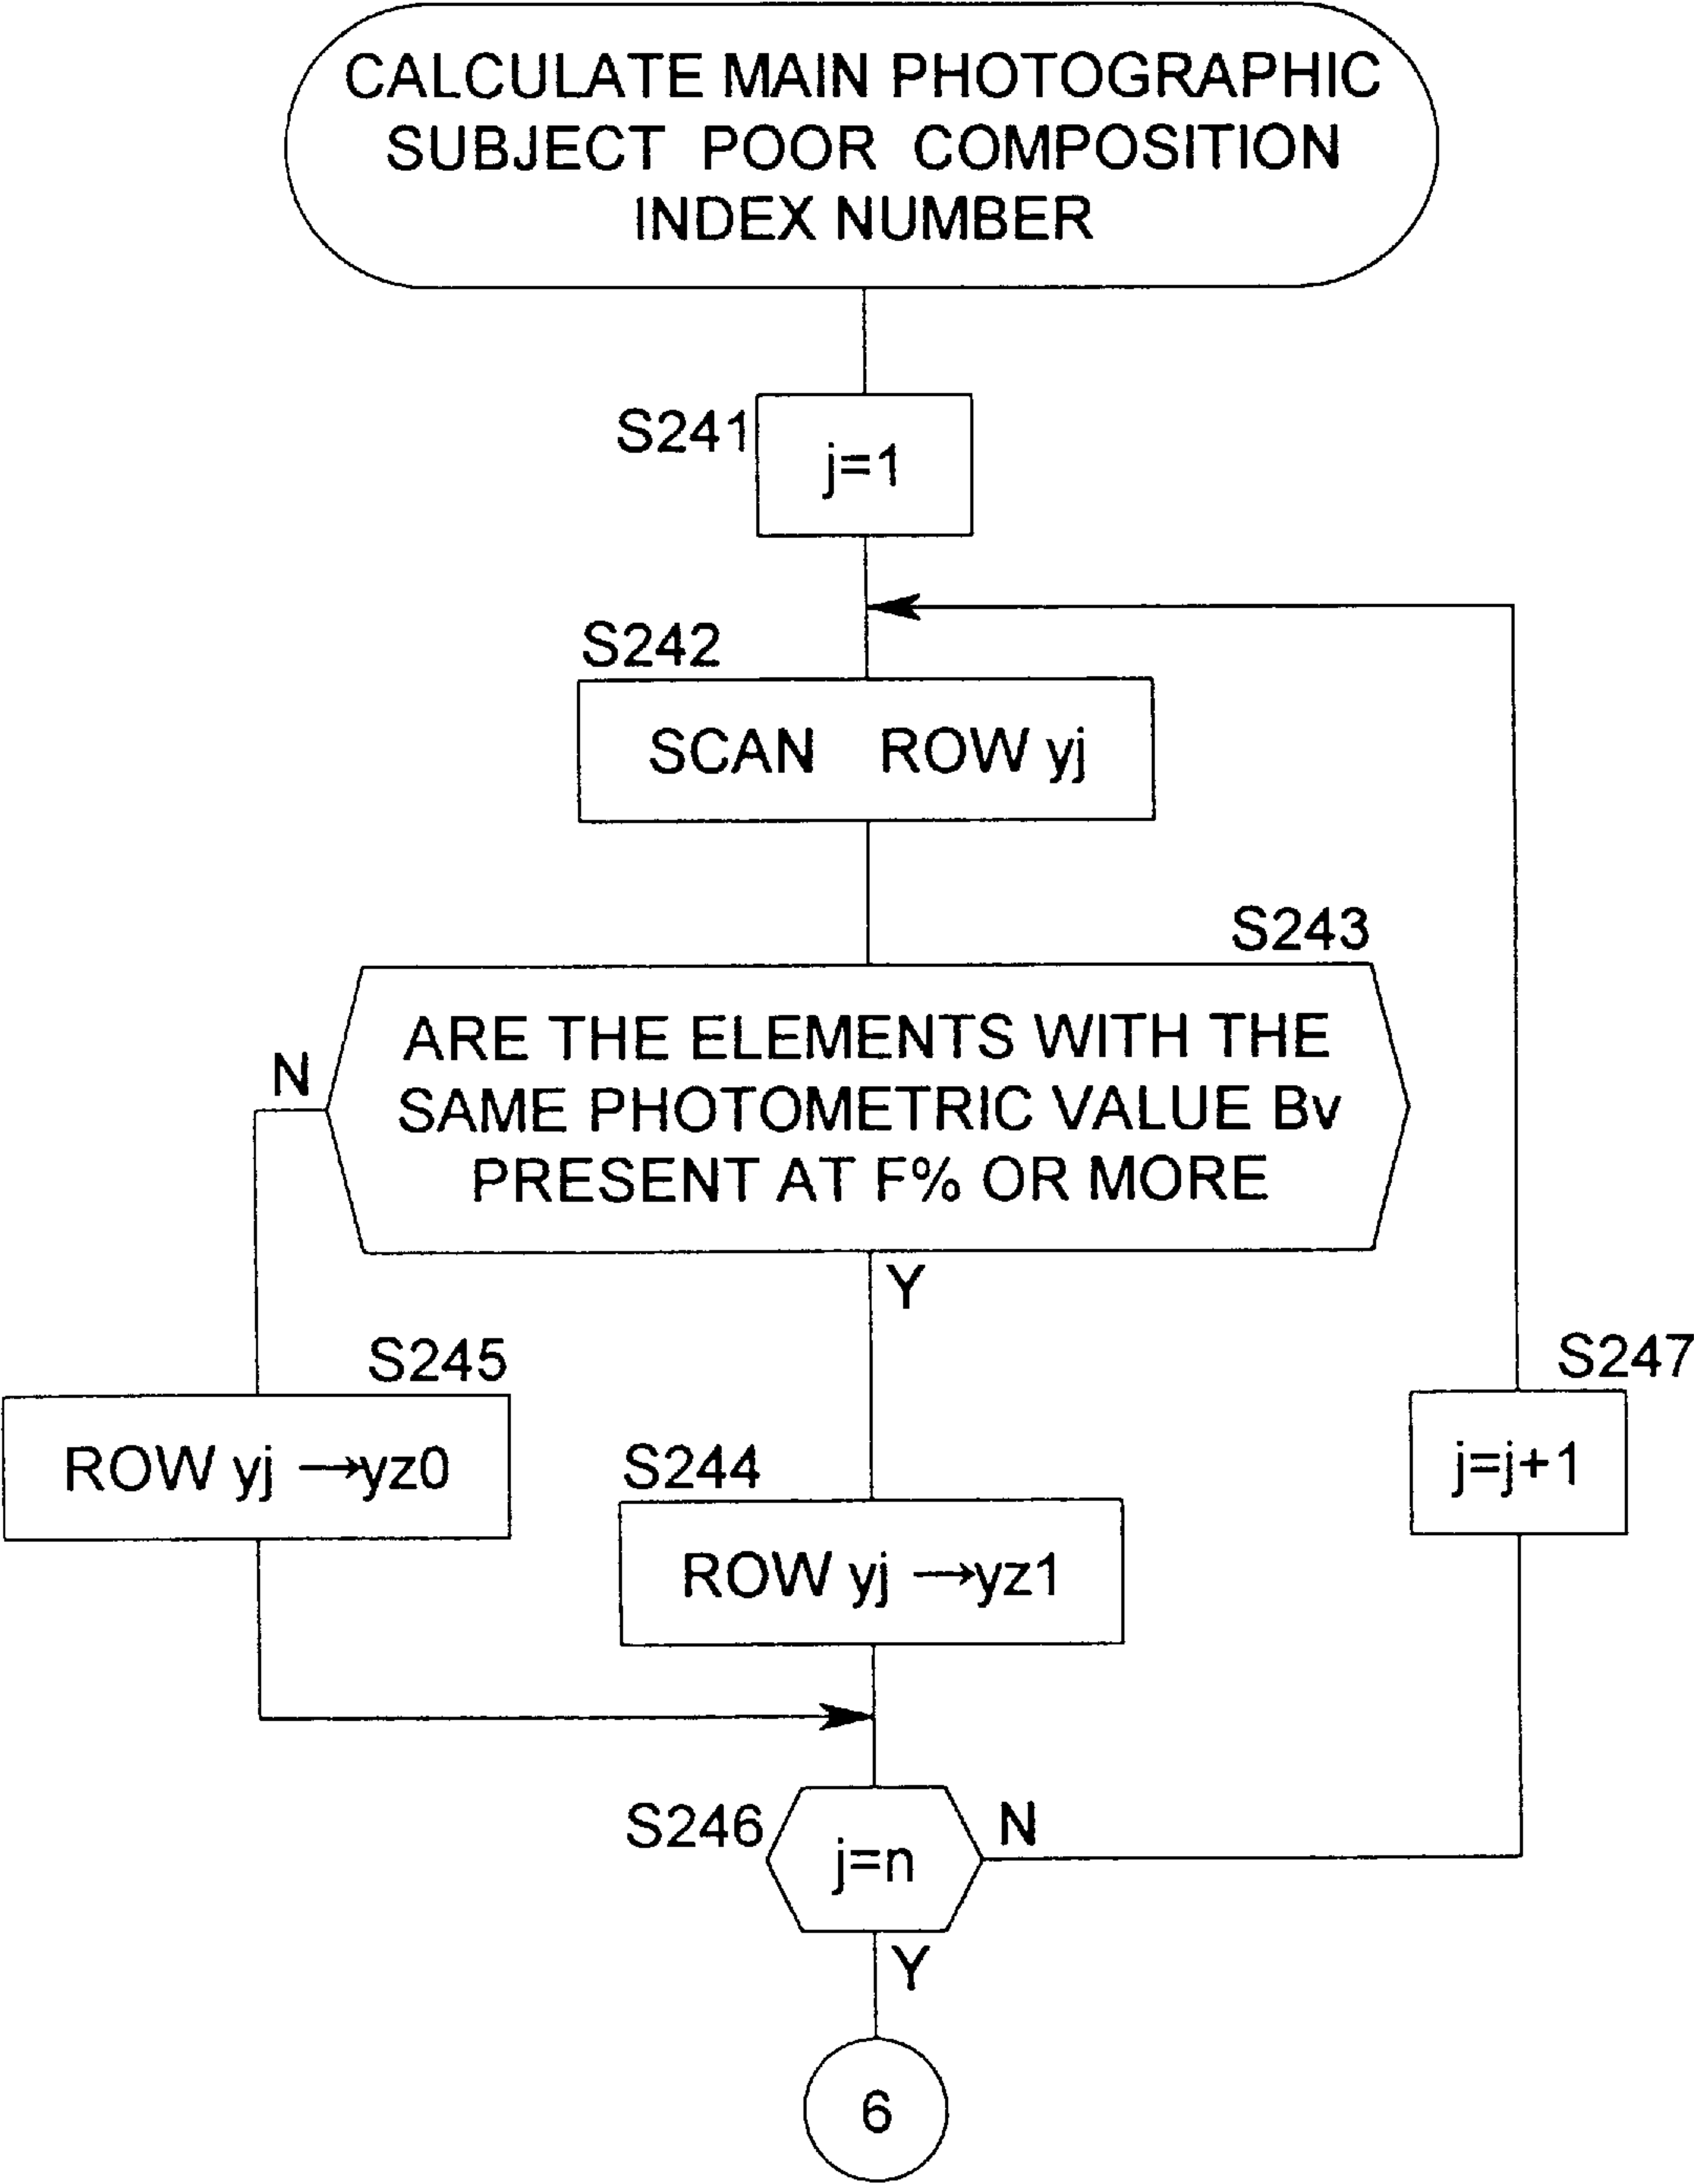 CALCULATE MAIN PHOTOGRAPHIC
SUBJECT POOR COMPOSITION
INDEX NUMBER
S241
j=1
S242
SCAN ROW yj
S243
ARE THE ELEMENTS WITH THE
SAME PHOTOMETRIC VALUE Bv
PRESENT AT F% OR MORE
N
Y
S245
ROW yj →yz0
S244
ROW yj →yz1
S247
j=j+1
S246
j=n
N
Y
6